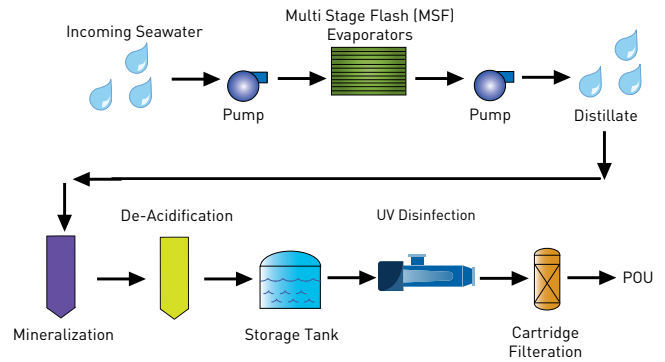 Incoming Seawater
Multi Stage Flash (MSF)
Evaporators
Pump
Pump
Distillate
De-Acidification
UV Disinfection
POU
Mineralization
Storage Tank
Cartridge
Filteration